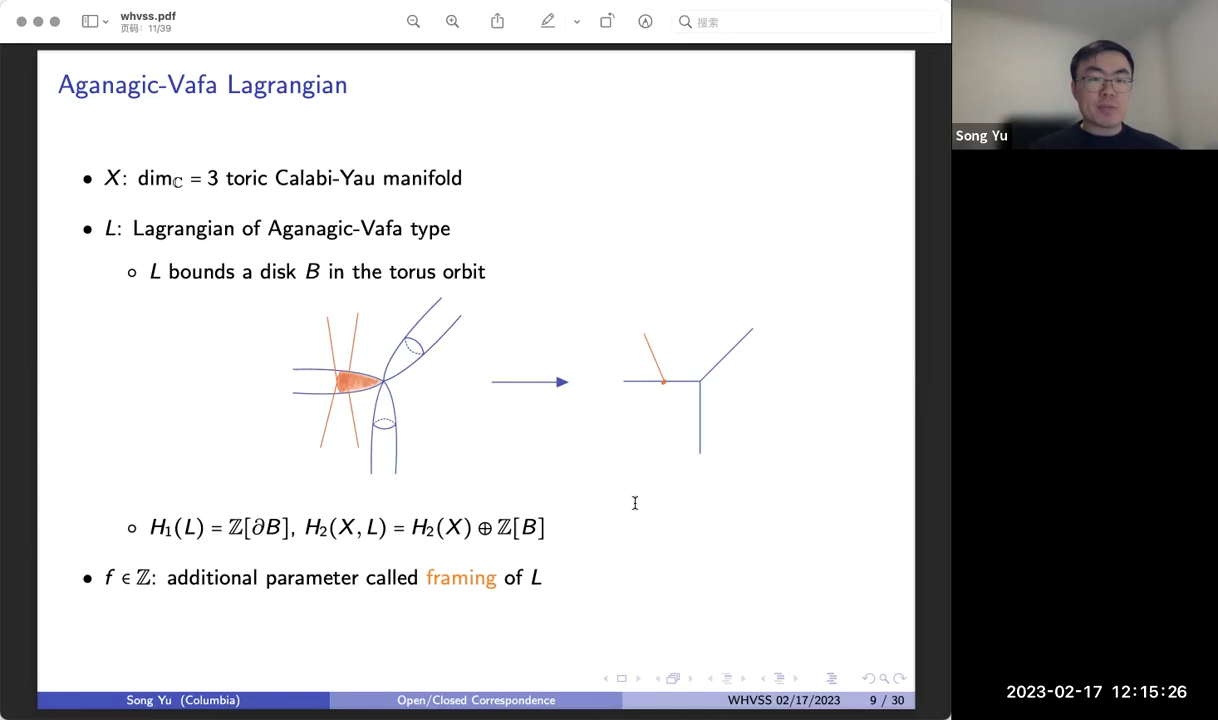 whvss.pdf
页码：11/39
搜索
Song Yu
Aganagic-Vafa Lagrangian
• X: dim_ℂ = 3 toric Calabi-Yau manifold
• L: Lagrangian of Aganagic-Vafa type
∘ L bounds a disk B in the torus orbit
∘ H₁(L) = ℤ[∂B], H₂(X, L) = H₂(X) ⊕ ℤ[B]
• f ∈ ℤ: additional parameter called framing of L
Song Yu (Columbia) Open/Closed Correspondence WHVSS 02/17/2023 9 / 30
2023-02-17 12:15:26